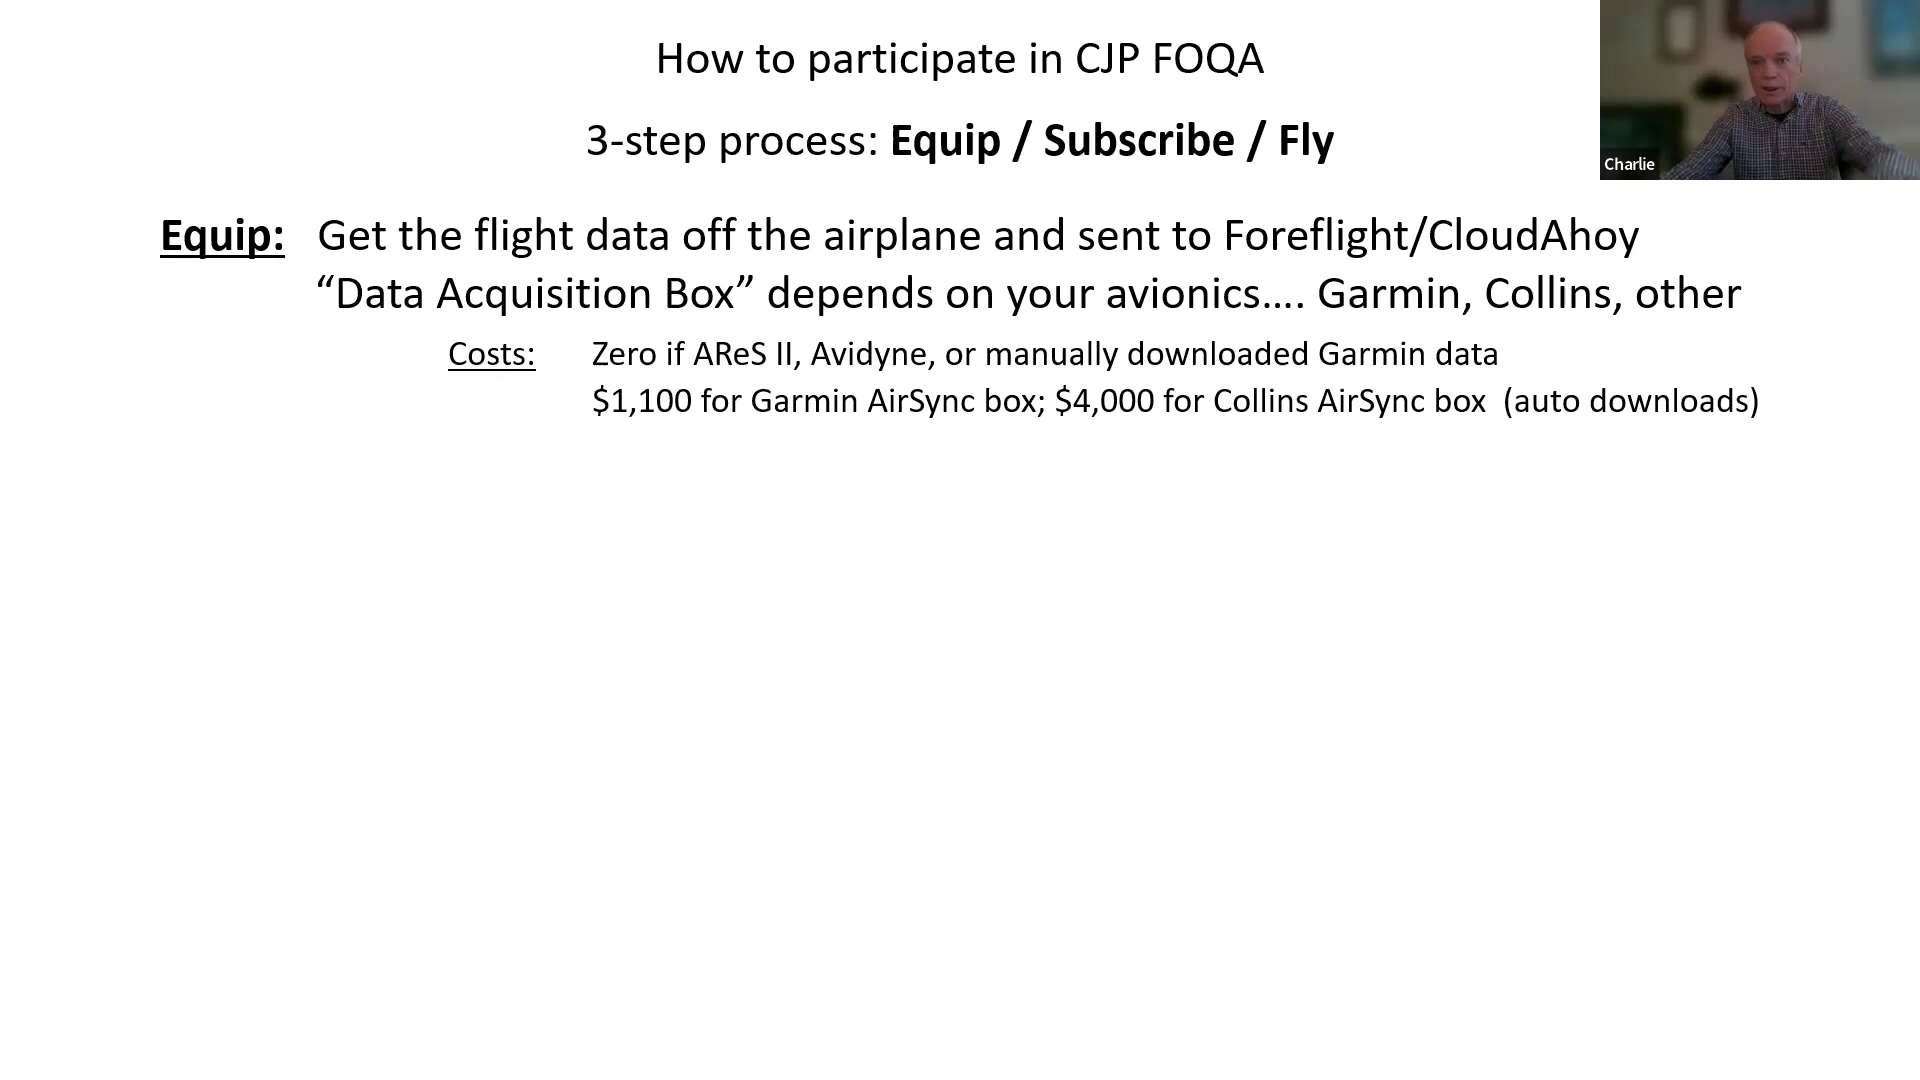 How to participate in CJP FOQA
3-step process: Equip / Subscribe / Fly
Charlie
Equip: Get the flight data off the airplane and sent to Foreflight/CloudAhoy
“Data Acquisition Box” depends on your avionics…. Garmin, Collins, other
Costs: Zero if AReS II, Avidyne, or manually downloaded Garmin data
$1,100 for Garmin AirSync box; $4,000 for Collins AirSync box (auto downloads)